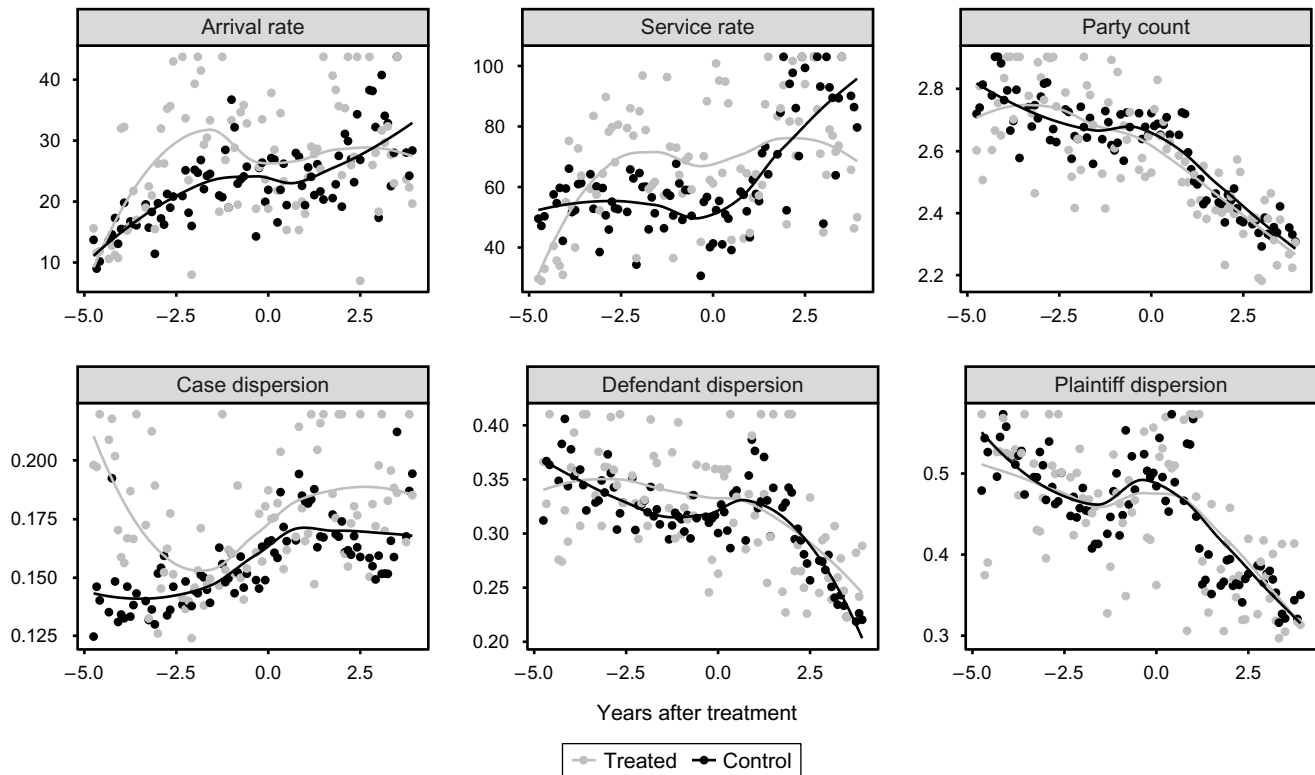 Arrival rate
Service rate
Party count
40
30
20
10
100
80
60
40
2.8
2.6
2.4
2.2
−5.0 −2.5 0.0 2.5
−5.0 −2.5 0.0 2.5
−5.0 −2.5 0.0 2.5
Case dispersion
Defendant dispersion
Plaintiff dispersion
0.200
0.175
0.150
0.125
0.40
0.35
0.30
0.25
0.20
0.5
0.4
0.3
−5.0 −2.5 0.0 2.5
−5.0 −2.5 0.0 2.5
−5.0 −2.5 0.0 2.5
Years after treatment
Treated Control